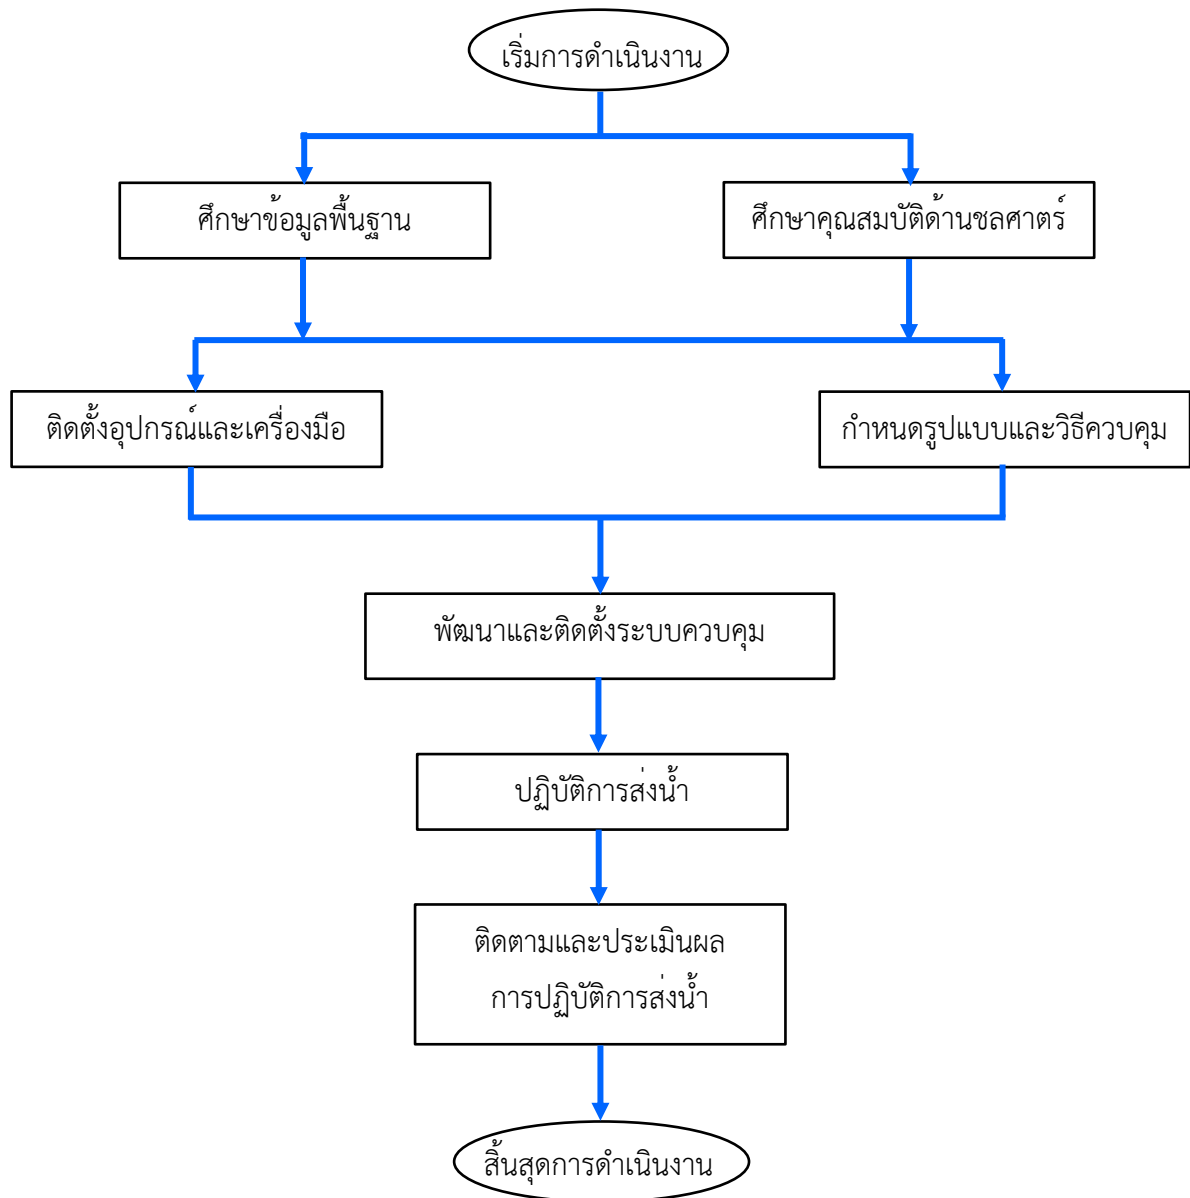 เริ่มการดำเนินงาน
ศึกษาข้อมูลพื้นฐาน
ศึกษาคุณสมบัติด้านชลศาตร์
ติดตั้งอุปกรณ์และเครื่องมือ
กำหนดรูปแบบและวิธีควบคุม
พัฒนาและติดตั้งระบบควบคุม
ปฏิบัติการส่งน้ำ
ติดตามและประเมินผล
การปฏิบัติการส่งน้ำ
สิ้นสุดการดำเนินงาน